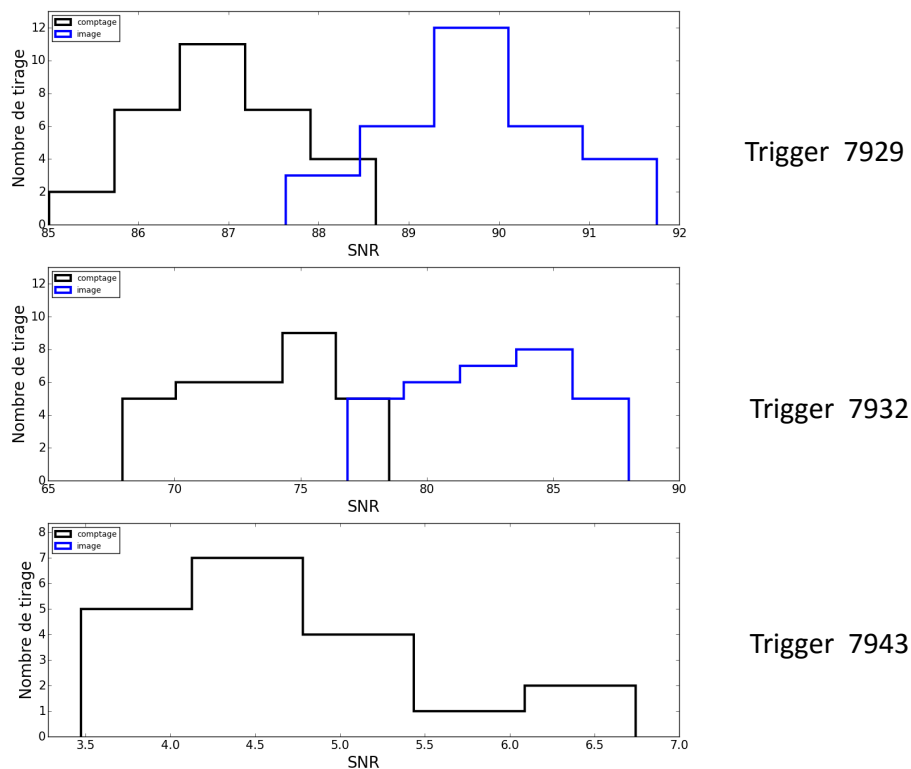 Nombre de tirage
12
10
8
6
4
2
0
comptage
image
85 86 87 88 89 90 91 92
SNR
Trigger 7929
Nombre de tirage
12
10
8
6
4
2
0
comptage
image
65 70 75 80 85 90
SNR
Trigger 7932
Nombre de tirage
8
7
6
5
4
3
2
1
0
comptage
image
3.5 4.0 4.5 5.0 5.5 6.0 6.5 7.0
SNR
Trigger 7943